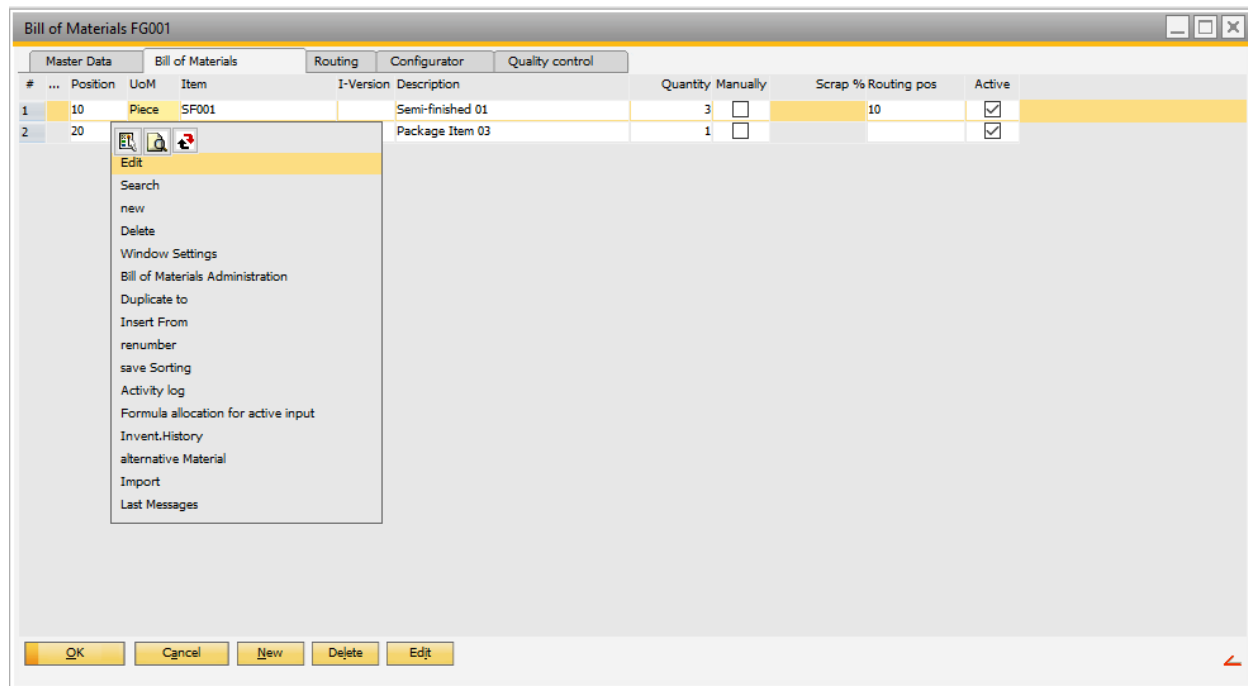 Bill of Materials FG001
Master Data Bill of Materials Routing Configurator Quality control
# ... Position UoM Item I-Version Description Quantity Manually Scrap % Routing pos Active
1 10 Piece SF001 Semi-finished 01 3 10
2 20 Package Item 03 1
Edit
Search
new
Delete
Window Settings
Bill of Materials Administration
Duplicate to
Insert From
renumber
save Sorting
Activity log
Formula allocation for active input
Invent.History
alternative Material
Import
Last Messages
OK Cancel New Delete Edit